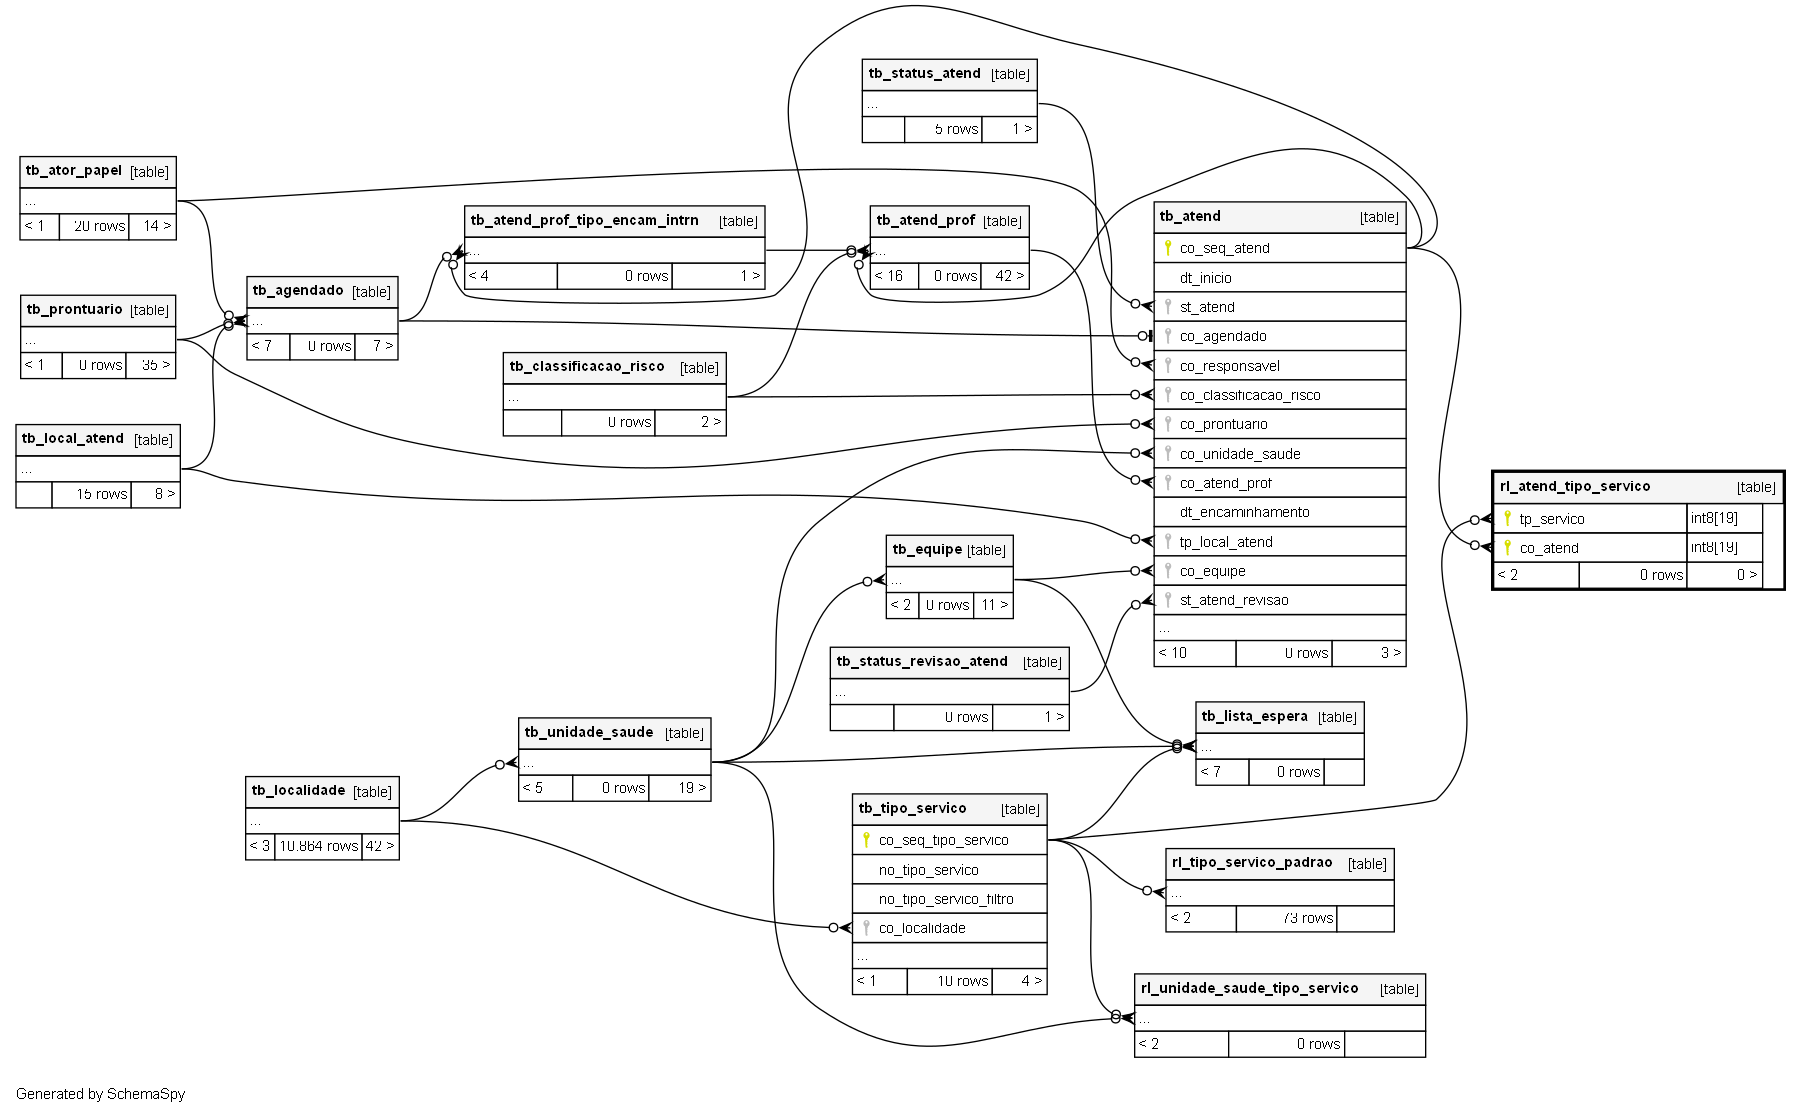 tb_status_atend [table]
...
5 rows 1 >
tb_ator_papel [table]
...
< 1 20 rows 14 >
tb_atend_prof_tipo_encam_intrn [table]
...
< 4 0 rows 1 >
tb_atend_prof [table]
...
< 16 0 rows 42 >
tb_atend [table]
co_seq_atend
dt_inicio
st_atend
co_agendado
co_responsavel
co_classificacao_risco
co_prontuario
co_unidade_saude
co_atend_prof
dt_encaminhamento
tp_local_atend
co_equipe
st_atend_revisao
...
< 10 0 rows 3 >
tb_agendado [table]
...
< 7 0 rows 7 >
tb_prontuario [table]
...
< 1 0 rows 35 >
tb_classificacao_risco [table]
...
0 rows 2 >
tb_local_atend [table]
...
15 rows 8 >
rl_atend_tipo_servico [table]
tp_servico int8[19]
co_atend int8[19]
< 2 0 rows 0 >
tb_equipe [table]
...
< 2 0 rows 11 >
tb_status_revisao_atend [table]
...
0 rows 1 >
tb_lista_espera [table]
...
< 7 0 rows
tb_unidade_saude [table]
...
< 5 0 rows 19 >
tb_localidade [table]
...
< 3 10.864 rows 42 >
tb_tipo_servico [table]
co_seq_tipo_servico
no_tipo_servico
no_tipo_servico_filtro
co_localidade
...
< 1 10 rows 4 >
rl_tipo_servico_padrao [table]
...
< 2 73 rows
rl_unidade_saude_tipo_servico [table]
...
< 2 0 rows
Generated by SchemaSpy